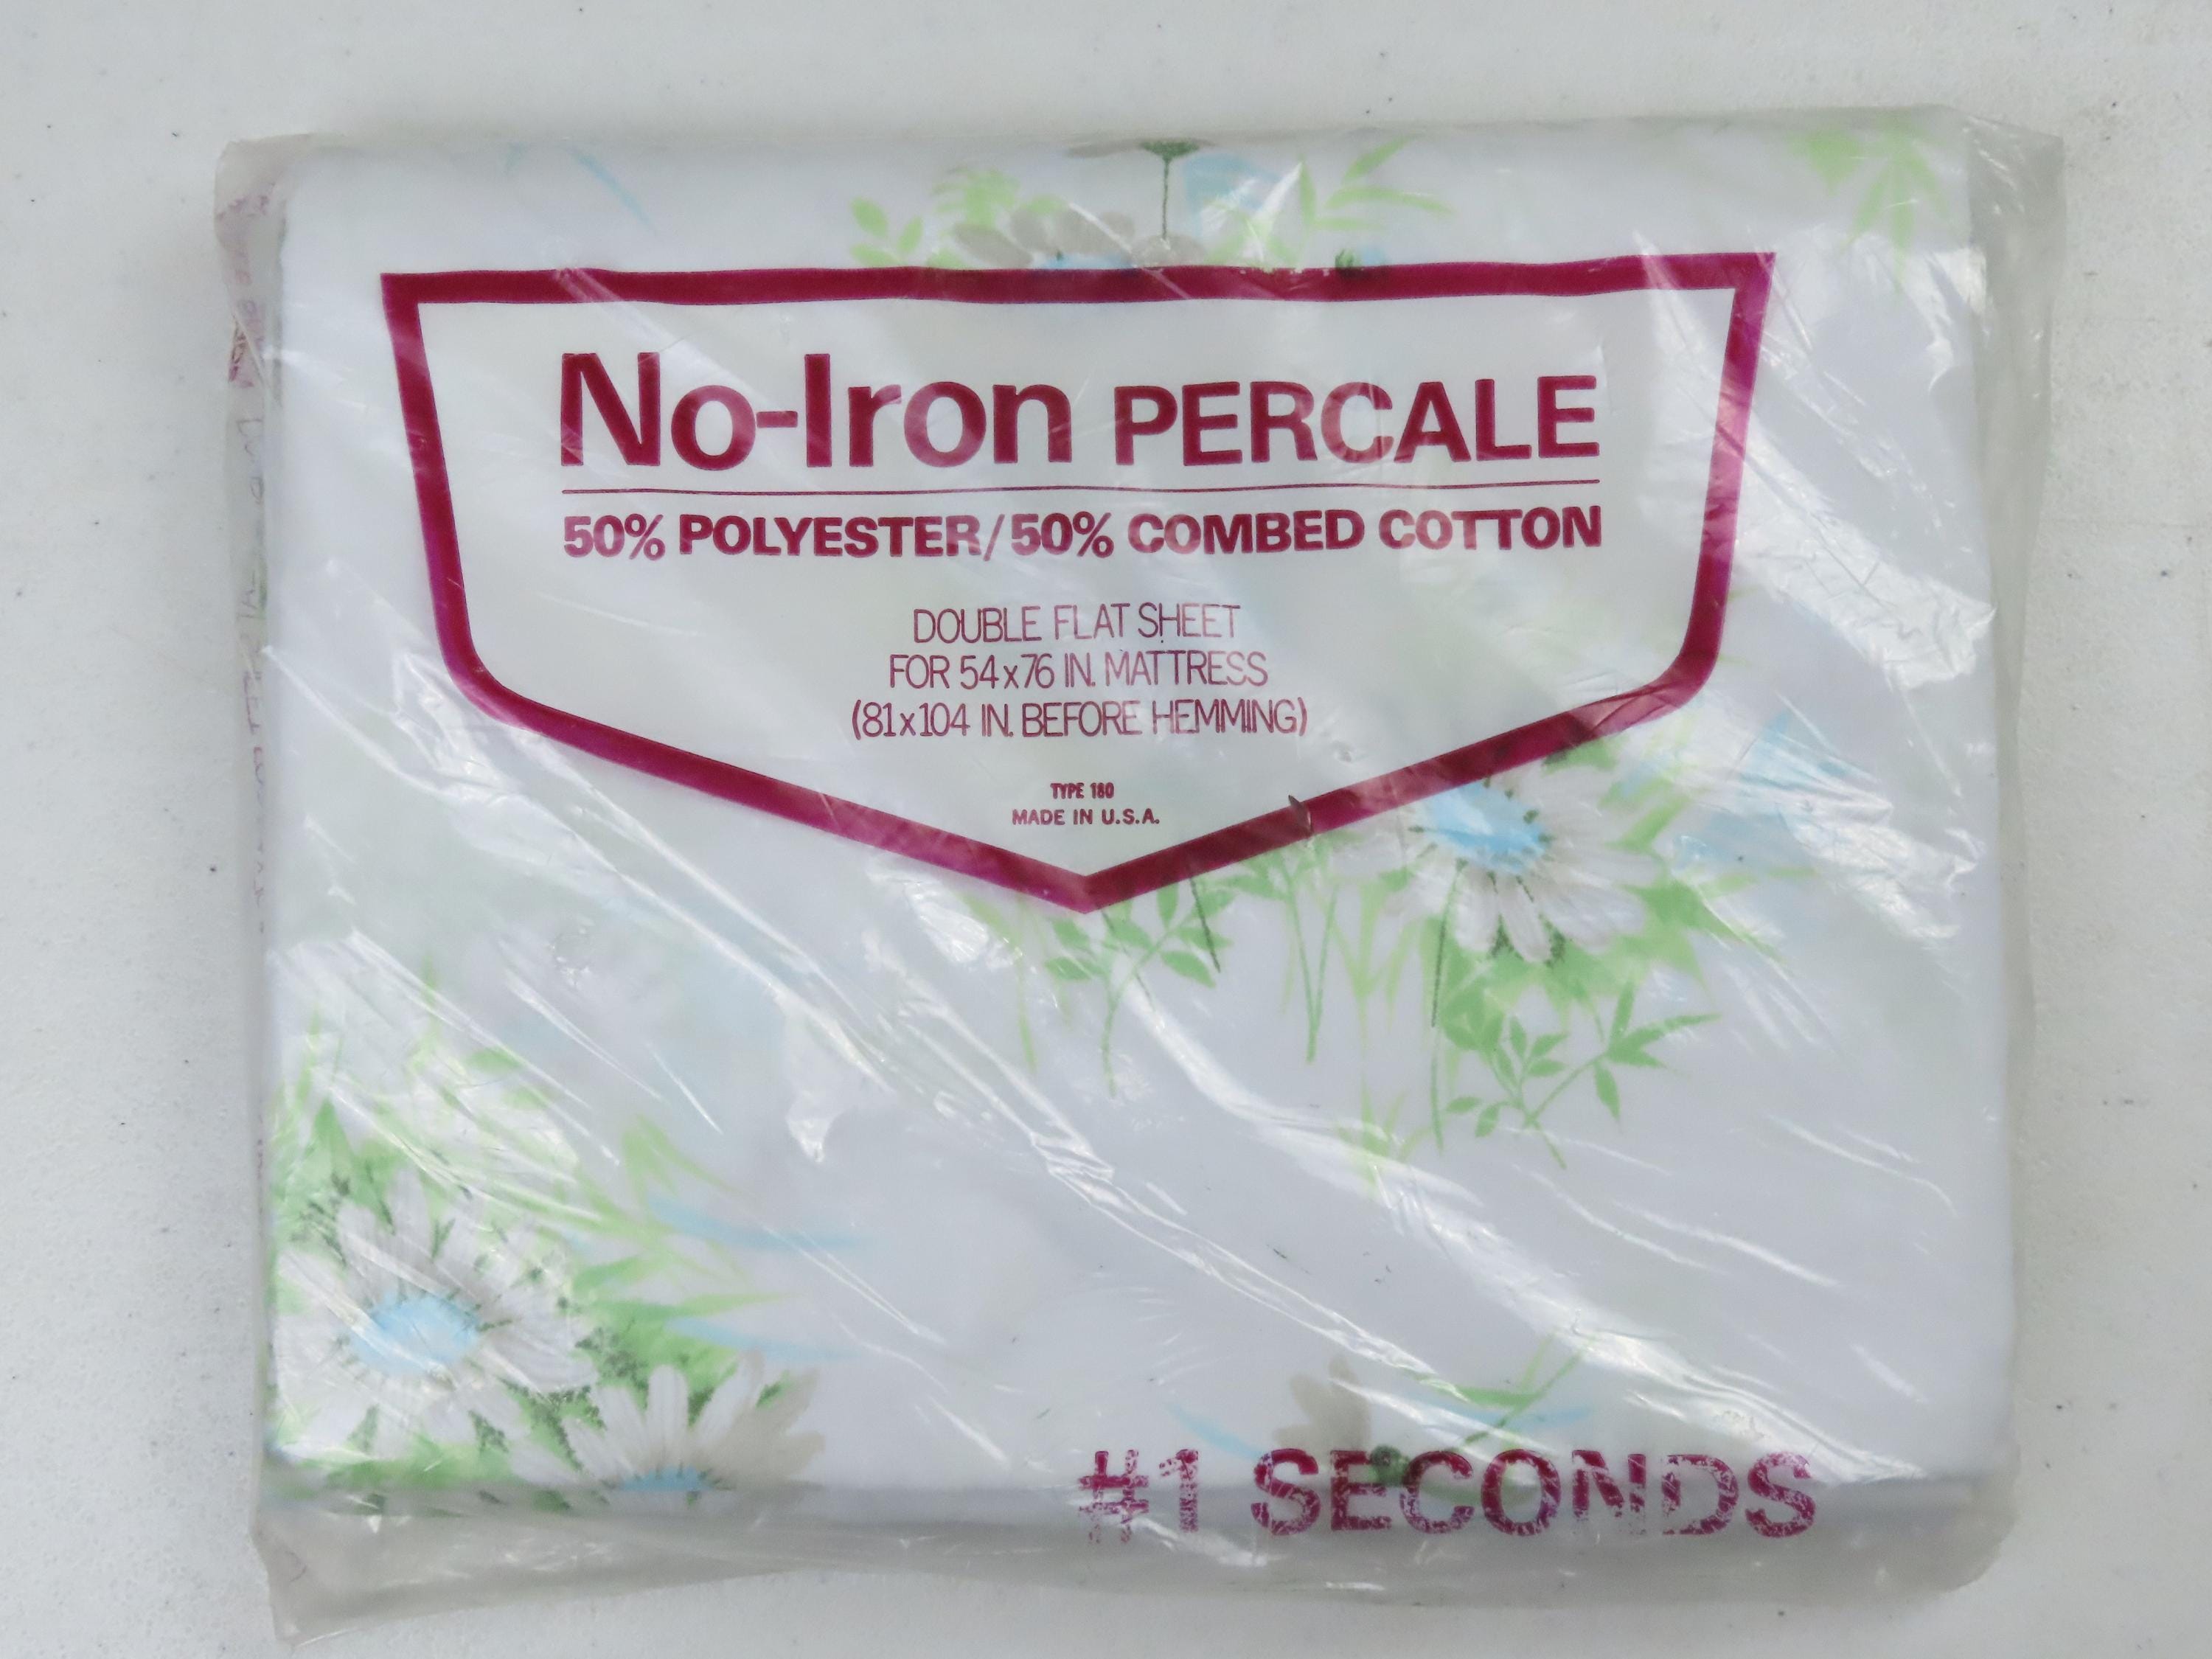 No-Iron PERCALE
50% POLYESTER/50% COMBED COTTON
DOUBLE FLAT SHEET
FOR 54x76 IN. MATTRESS
(81x104 IN. BEFORE HEMMING)
TYPE 180
MADE IN U.S.A.
#1 SECONDS